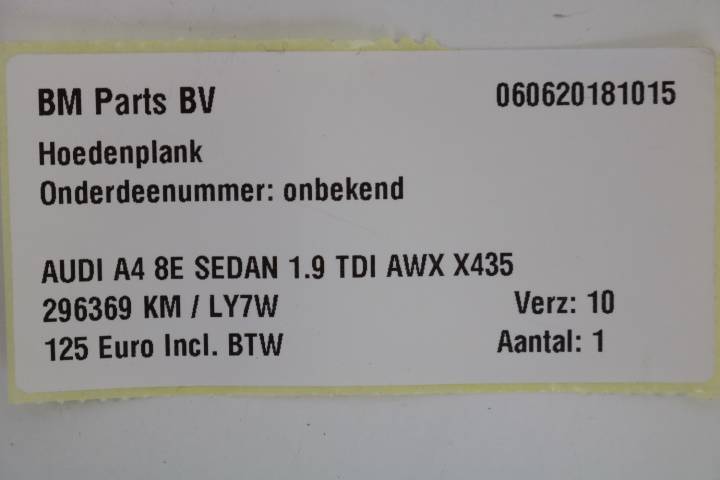 BM Parts BV 060620181015
Hoedenplank
Onderdeenummer: onbekend
AUDI A4 8E SEDAN 1.9 TDI AWX X435
296369 KM / LY7W Verz: 10
125 Euro Incl. BTW Aantal: 1